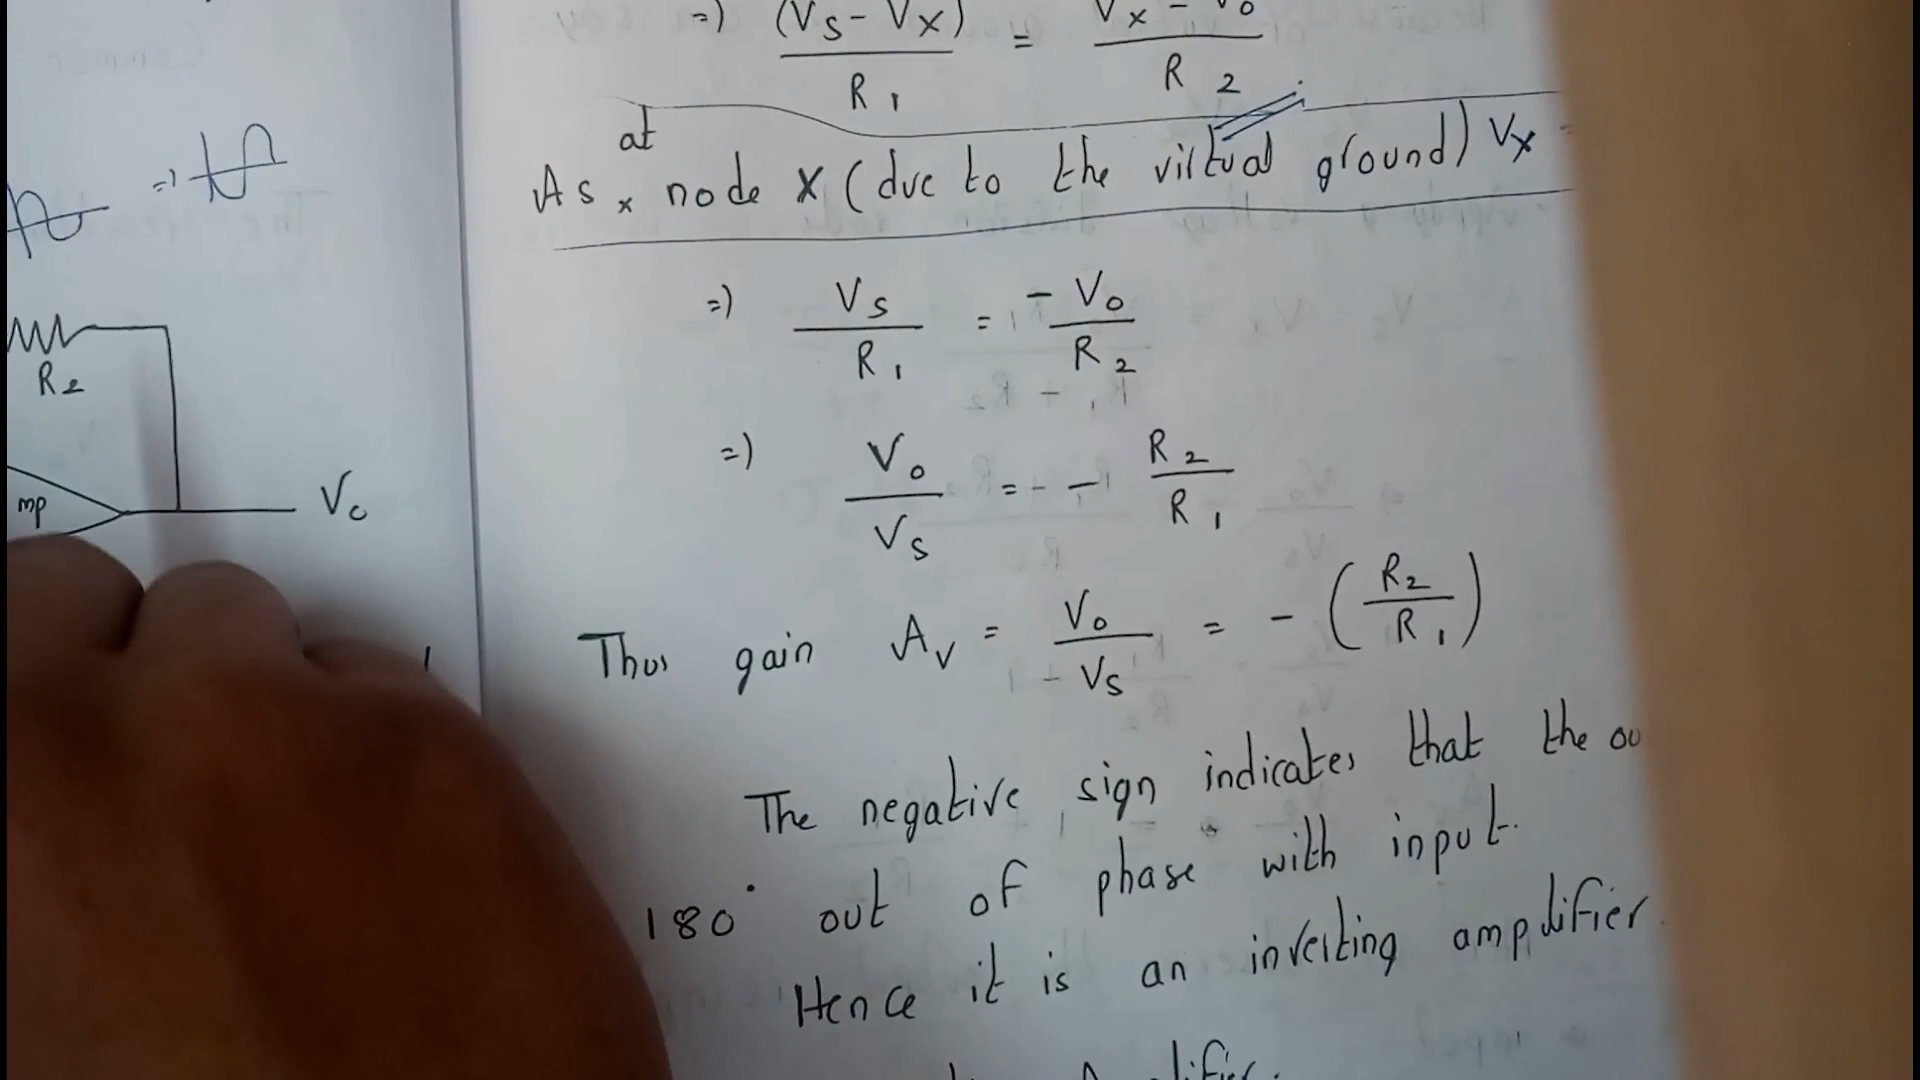 R2
mp
Vo
=) (Vs - Vx) / R1 = Vx - Vo / R2
at
As x node X (due to the virtual ground) Vx
=) Vs / R1 = - Vo / R2
=) Vo / Vs = - R2 / R1
Thus gain Av = Vo / Vs = - (R2 / R1)
The negative sign indicates that the ou
180° out of phase with input.
Hence it is an inverting amplifier.